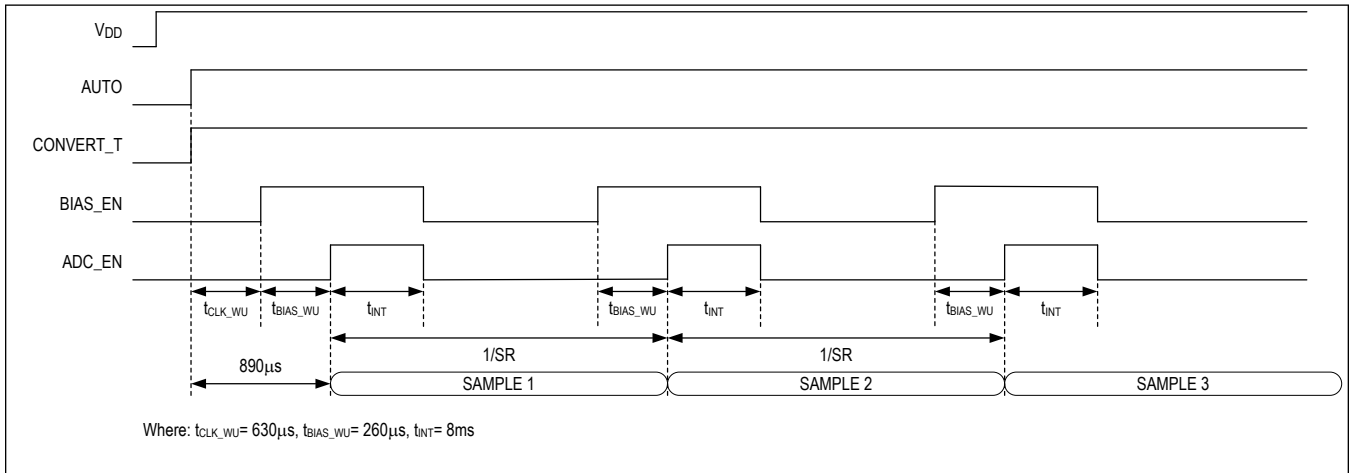 VDD
AUTO
CONVERT_T
BIAS_EN
ADC_EN
tCLK_WU tBIAS_WU tINT tBIAS_WU tINT tBIAS_WU tINT
1/SR 1/SR
890μs
SAMPLE 1 SAMPLE 2 SAMPLE 3
Where: tCLK_WU= 630μs, tBIAS_WU= 260μs, tINT= 8ms